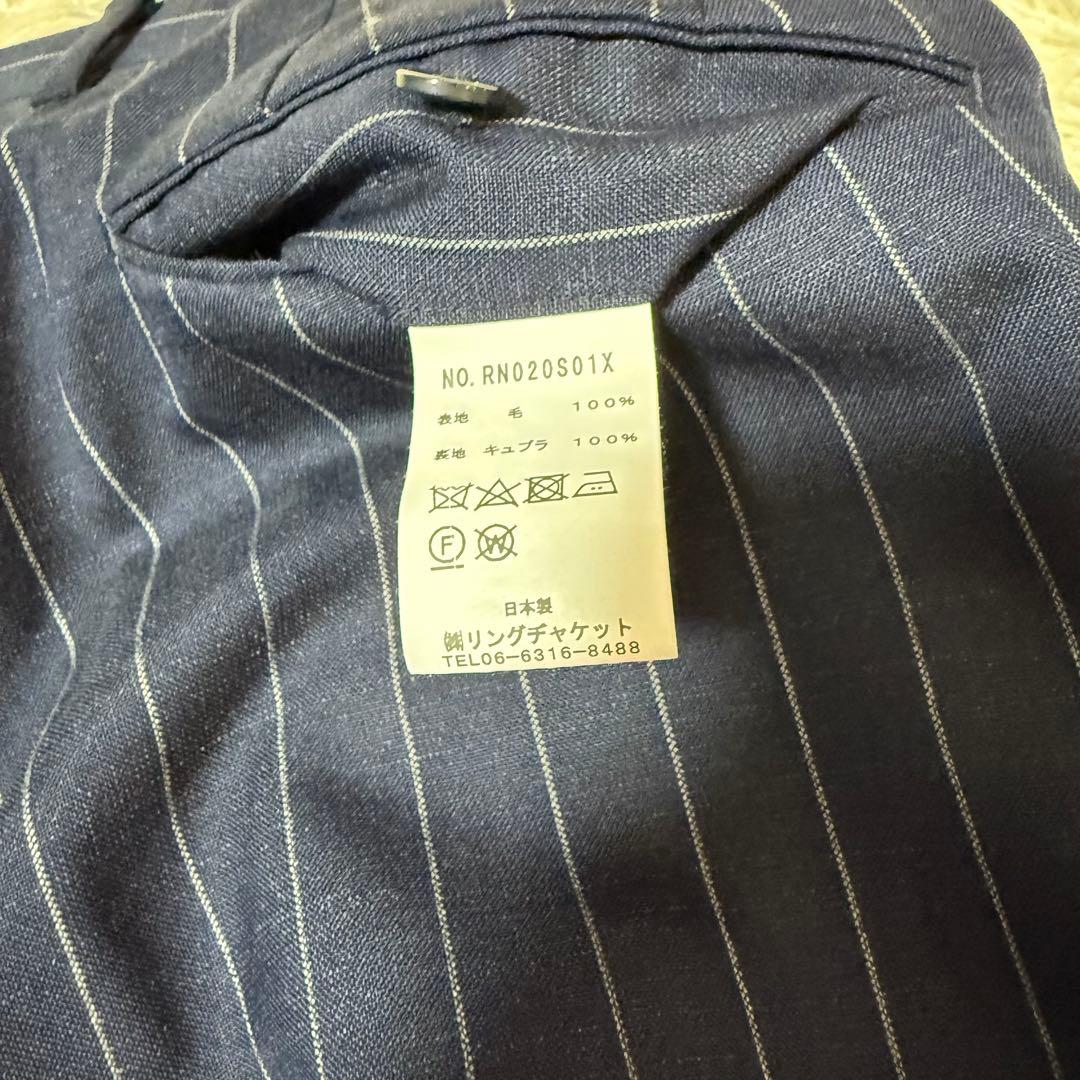 NO.RN020S01X
表地 毛 100%
裏地 キュプラ 100%
F W
日本製
㈱リングヂャケット
TEL06-6316-8488